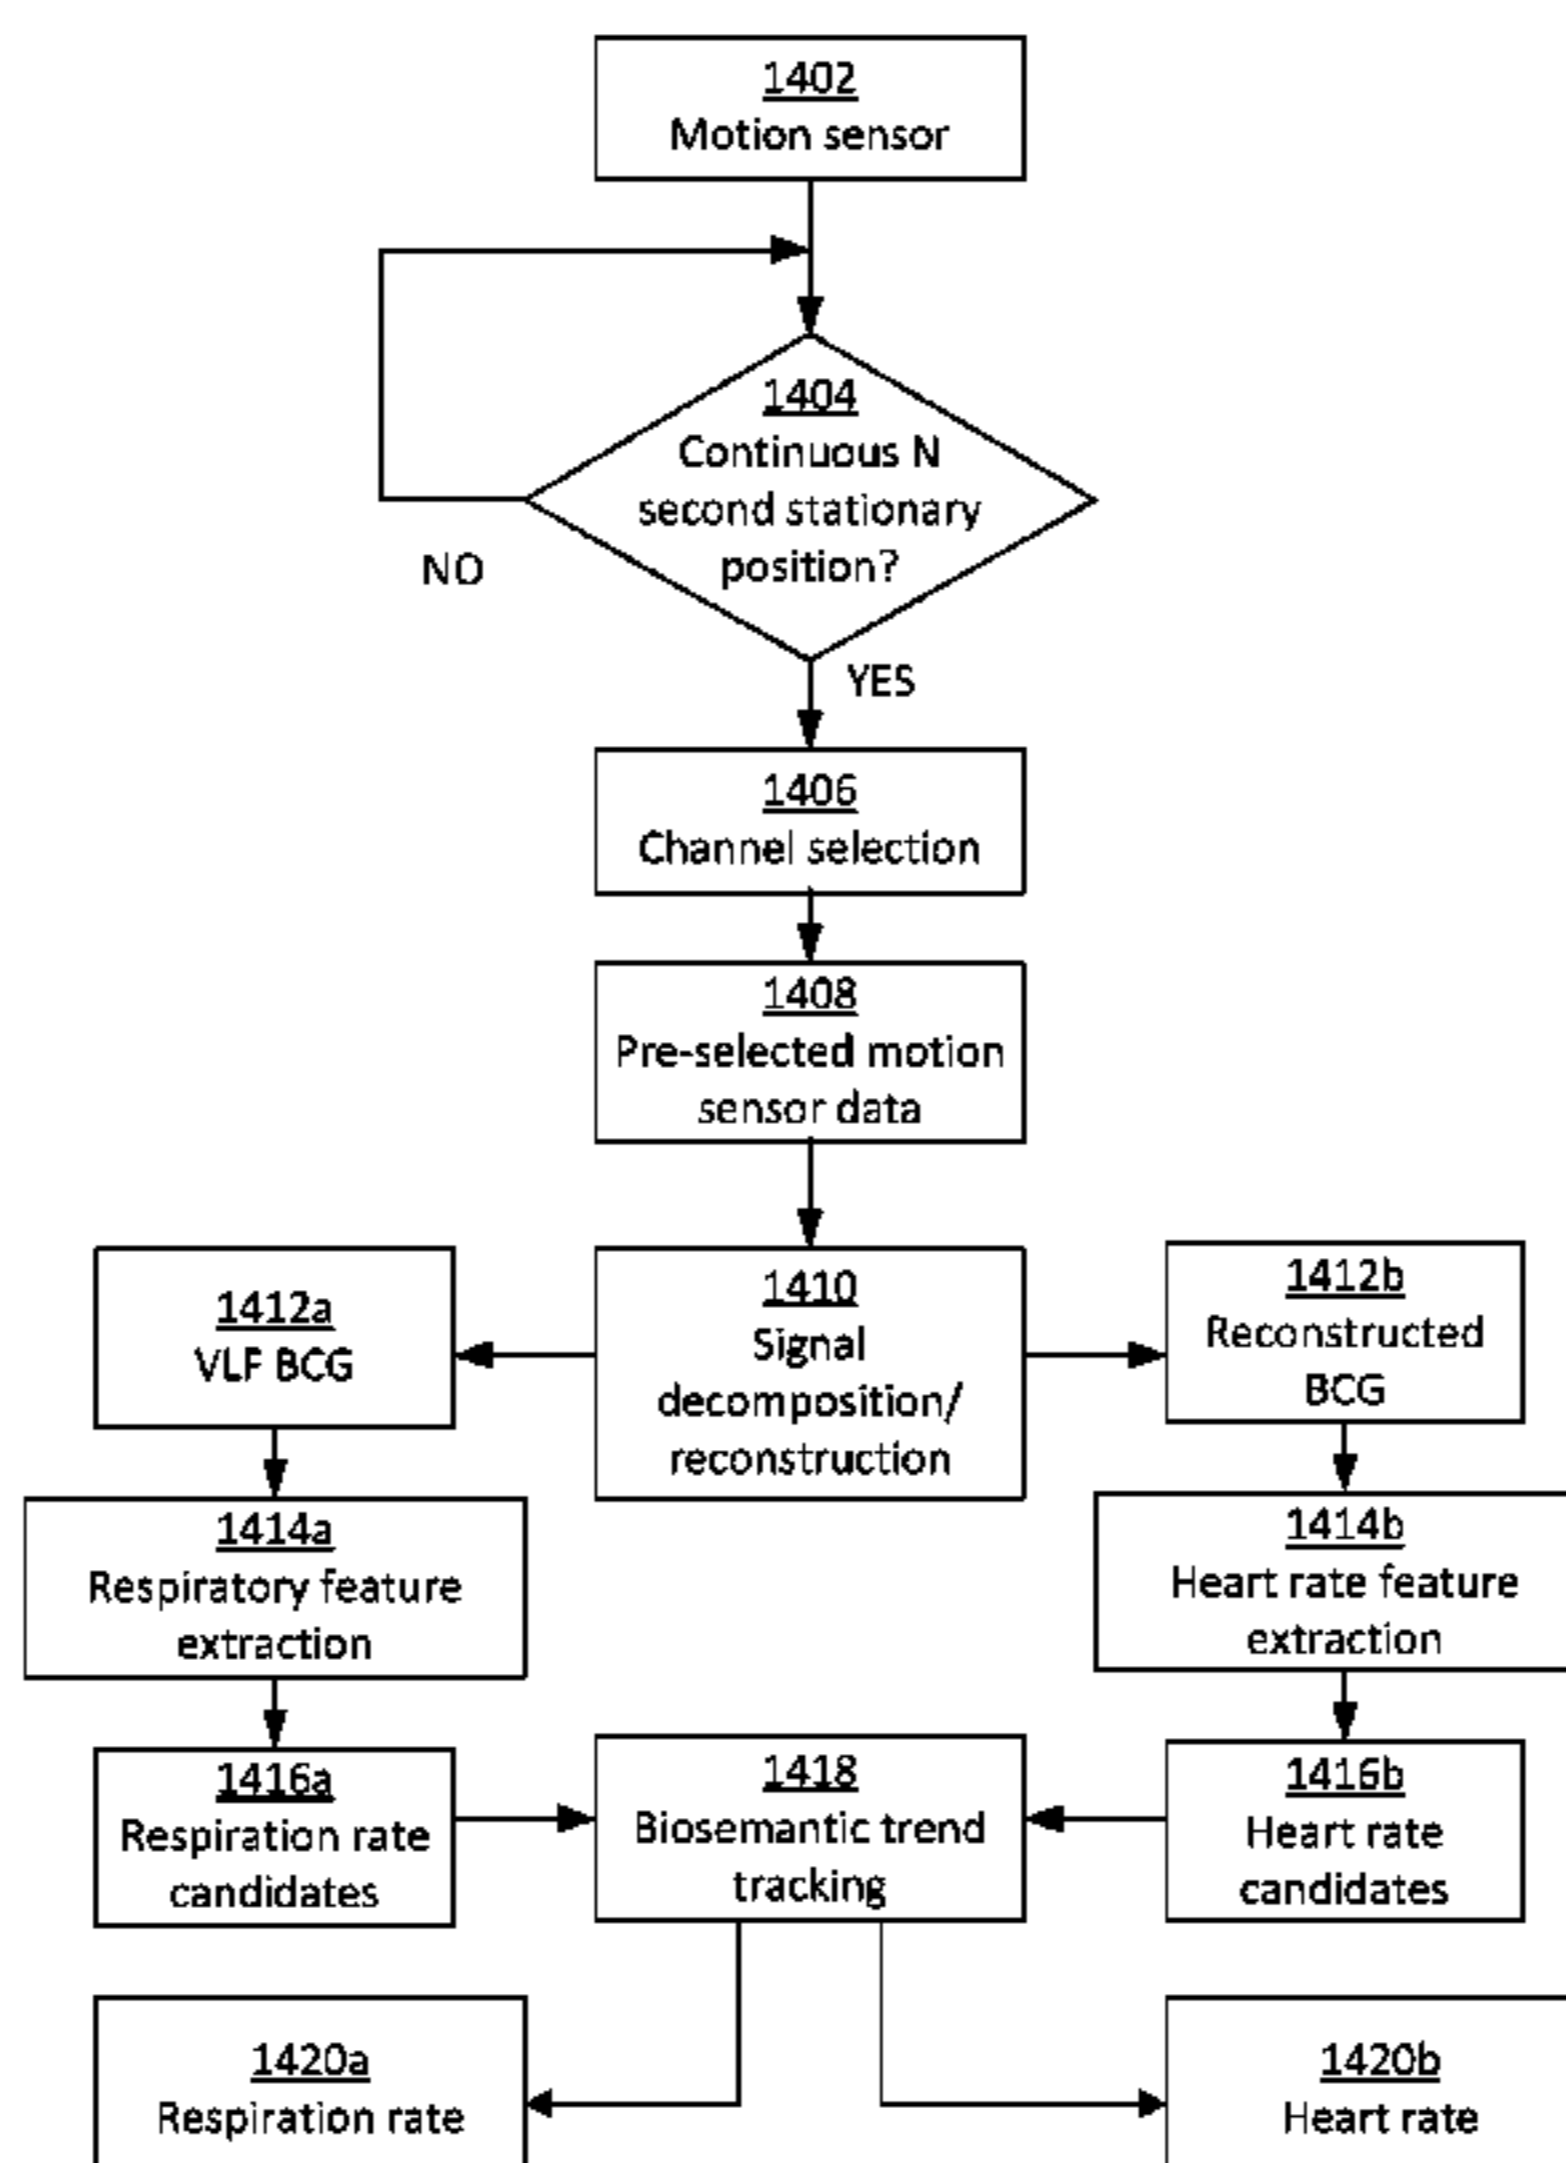 1402
Motion sensor
1404
Continuous N
second stationary
position?
NO
YES
1406
Channel selection
1408
Pre-selected motion
sensor data
1410
Signal
decomposition/
reconstruction
1412a
VLF BCG
1412b
Reconstructed
BCG
1414a
Respiratory feature
extraction
1414b
Heart rate feature
extraction
1416a
Respiration rate
candidates
1418
Biosemantic trend
tracking
1416b
Heart rate
candidates
1420a
Respiration rate
1420b
Heart rate